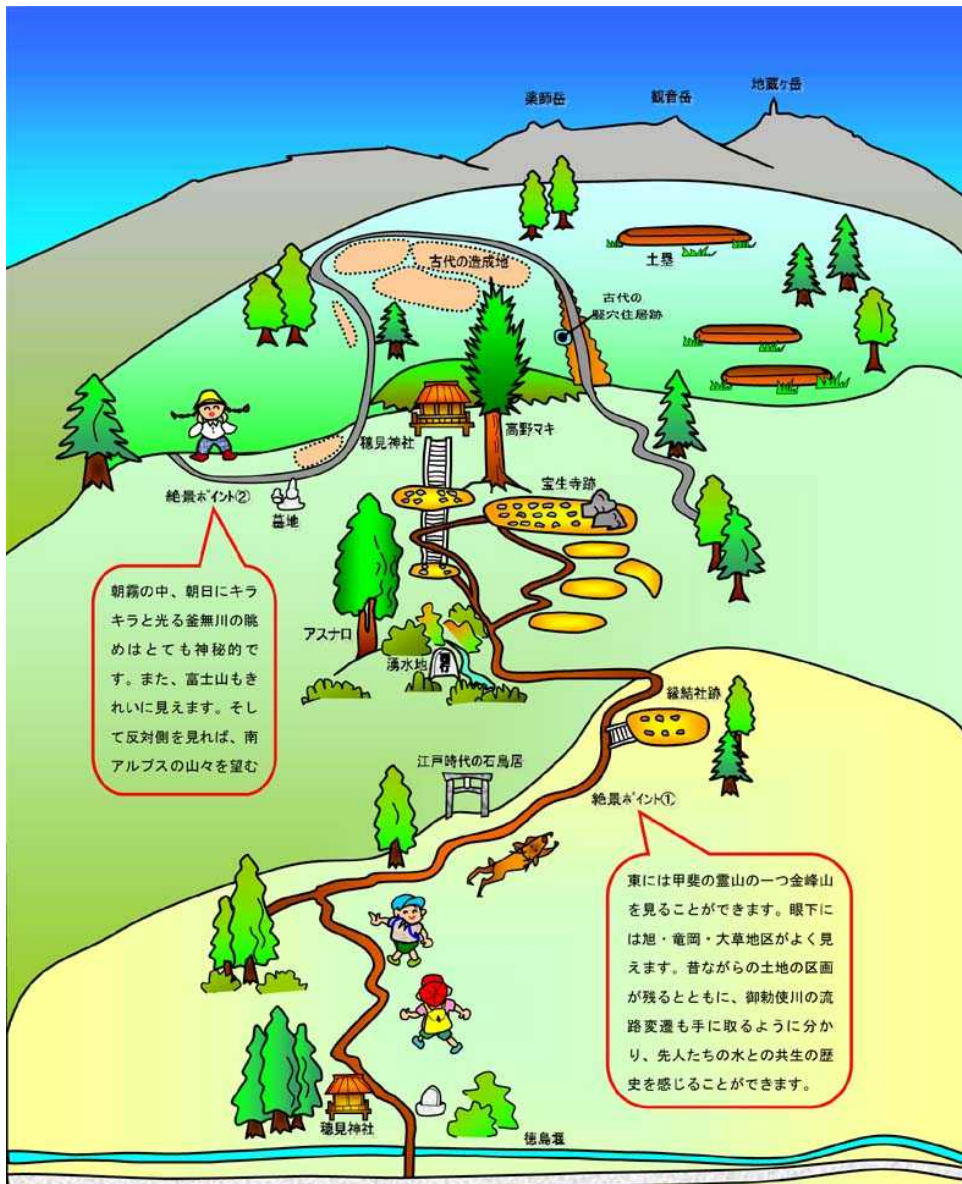 薬師岳
観音岳
地蔵ヶ岳
土塁
古代の造成地
古代の
竪穴住居跡
穂見神社
高野マキ
宝生寺跡
絶景ポイント②
墓地
朝霧の中、朝日にキラ
キラと光る釜無川の眺
めはとても神秘的で
す。また、富士山もき
れいに見えます。そし
て反対側を見れば、南
アルプスの山々を望む
アスナロ
湧水地
縁結社跡
江戸時代の石鳥居
絶景ポイント①
東には甲斐の霊山の一つ金峰山
を見ることができます。眼下に
は旭・竜岡・大草地区がよく見
えます。昔ながらの土地の区画
が残るとともに、御勅使川の流
路変遷も手に取るように分か
り、先人たちの水との共生の歴
史を感じることができます。
穂見神社
徳島堰